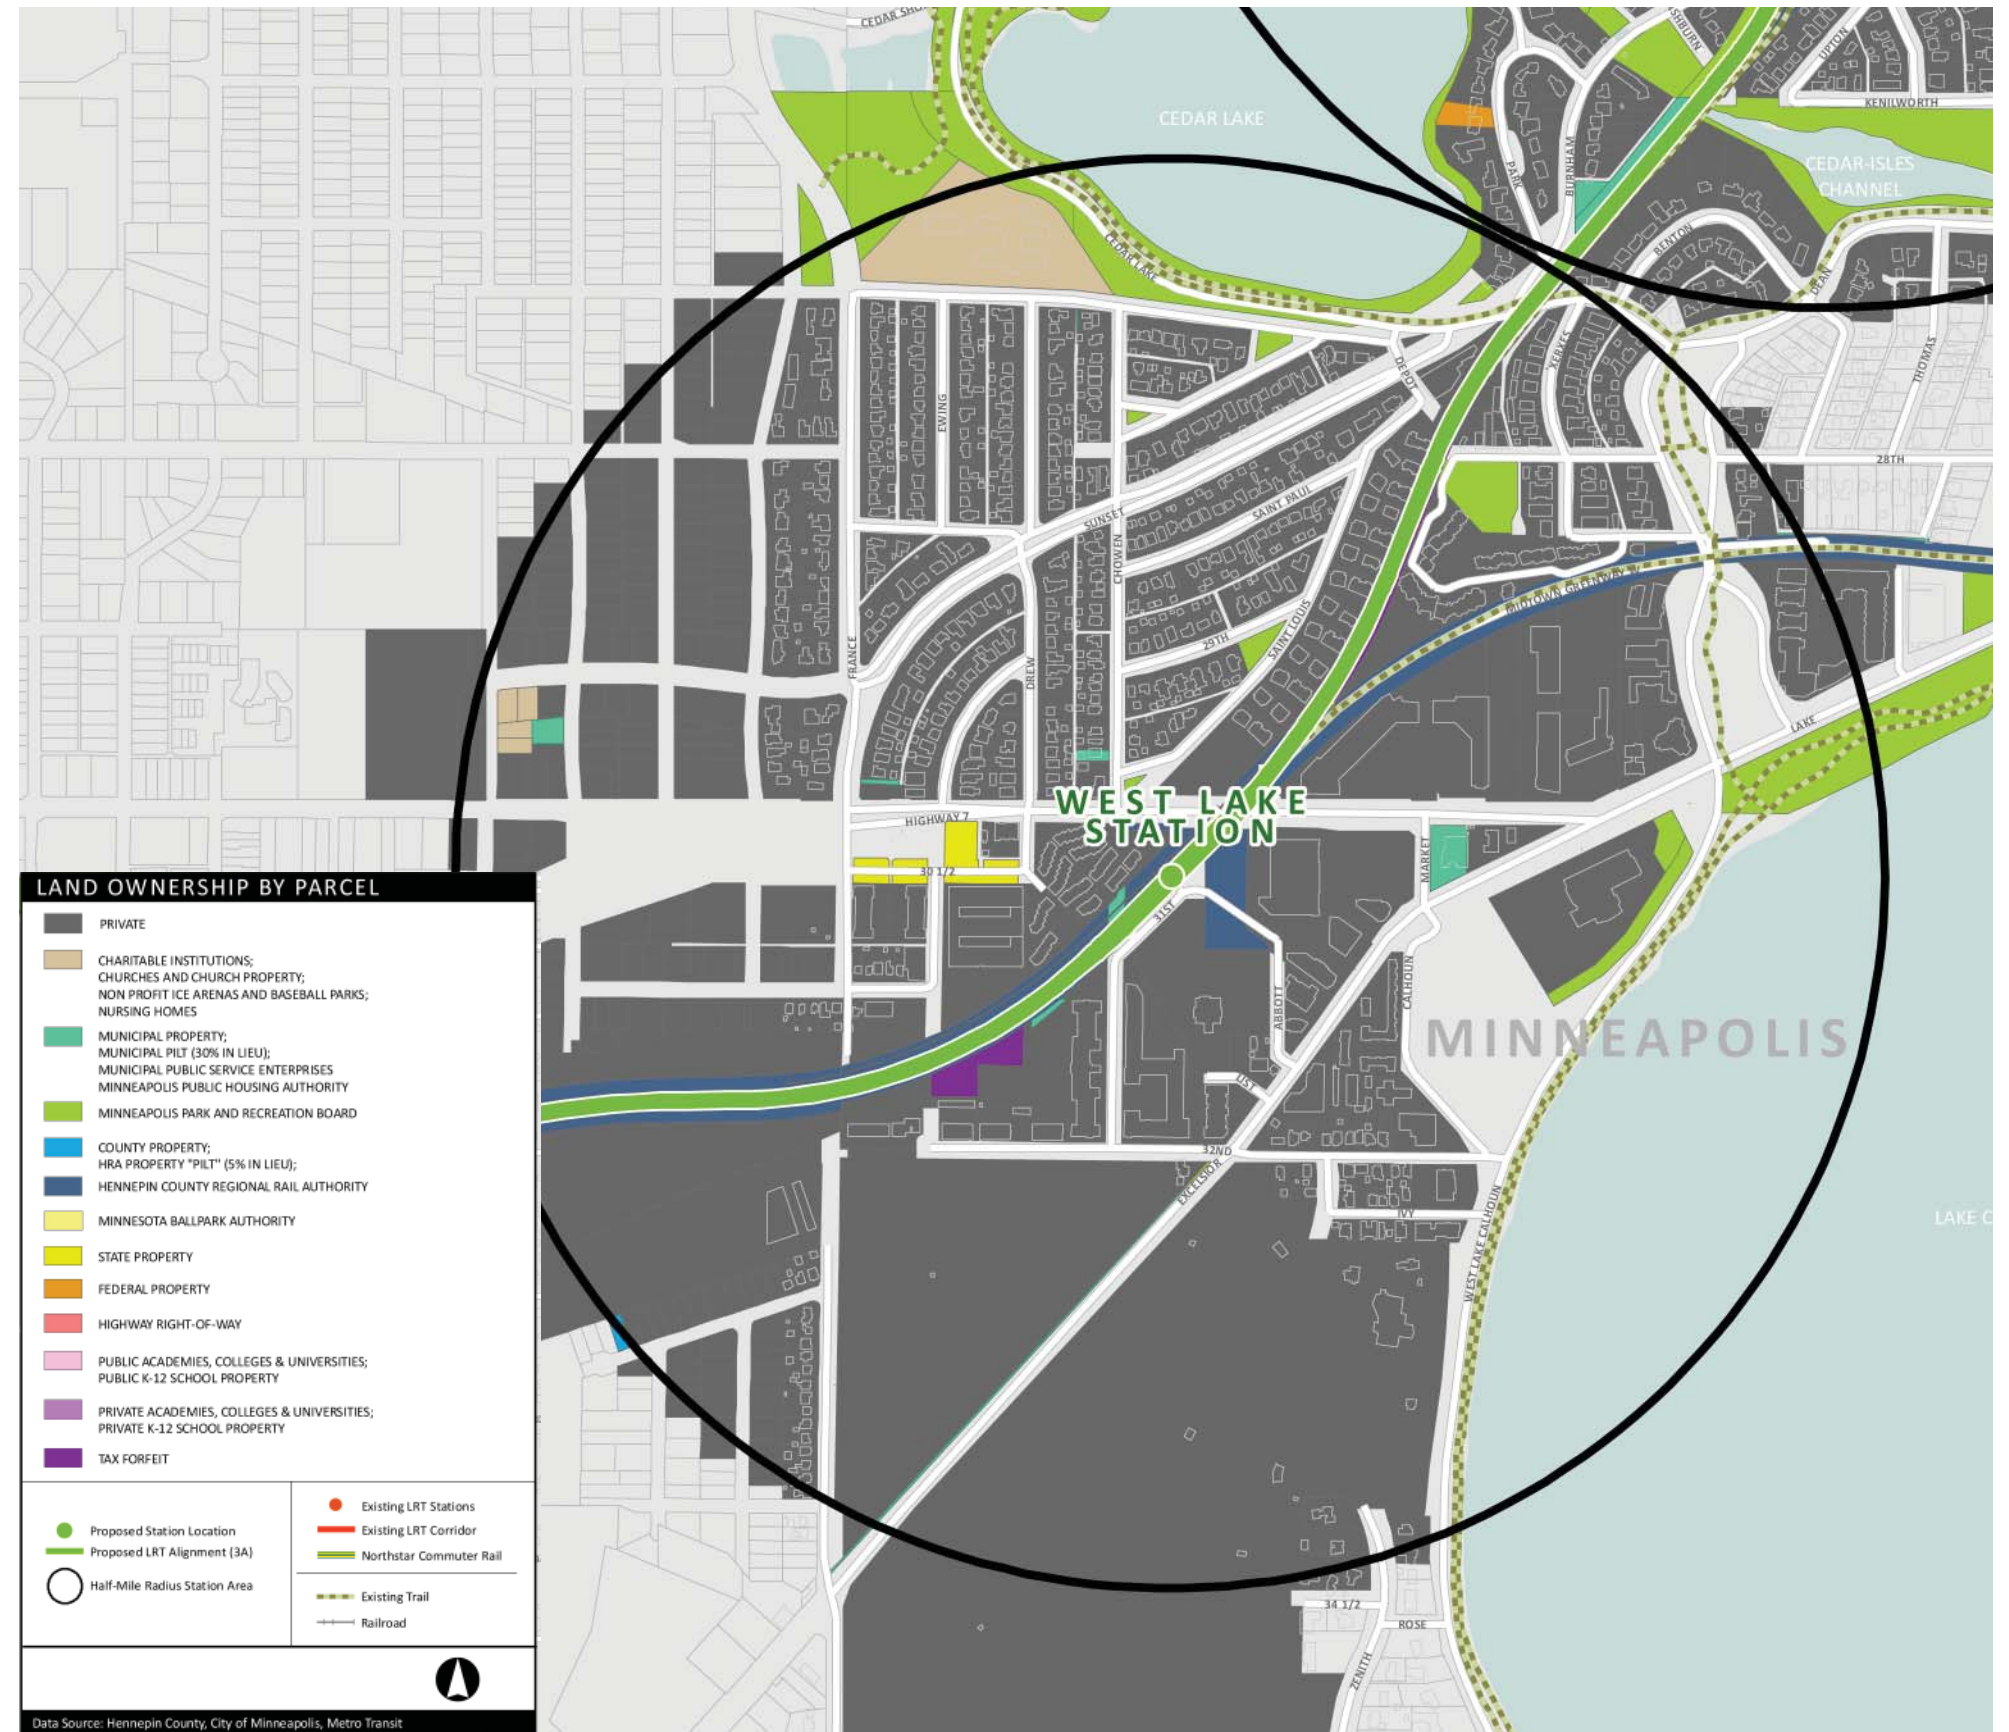 CEDAR LAKE
KENILWORTH
UPTON
PARK
BURNHAM
CEDAR-ISLES
CHANNEL
BENTON
DEAN
CEDAR LAKE
XERXES
THOMAS
DEPOT
EWING
28TH
SAINT PAUL
SUNSET
CHOWEN
MIDTOWN GREENWAY
SAINT LOUIS
29TH
FRANCE
DREW
LAKE
WEST LAKE
STATION
HIGHWAY 7
MARKET
30 1/2
31ST
CALHOUN
ABBOTT
MINNEAPOLIS
LIST
32ND
EXCELSIOR
IVY
WEST LAKE CALHOUN
LAKE C
34 1/2
ROSE
ZENITH
LAND OWNERSHIP BY PARCEL
PRIVATE
CHARITABLE INSTITUTIONS;
CHURCHES AND CHURCH PROPERTY;
NON PROFIT ICE ARENAS AND BASEBALL PARKS;
NURSING HOMES
MUNICIPAL PROPERTY;
MUNICIPAL PILT (30% IN LIEU);
MUNICIPAL PUBLIC SERVICE ENTERPRISES
MINNEAPOLIS PUBLIC HOUSING AUTHORITY
MINNEAPOLIS PARK AND RECREATION BOARD
COUNTY PROPERTY;
HRA PROPERTY "PILT" (5% IN LIEU);
HENNEPIN COUNTY REGIONAL RAIL AUTHORITY
MINNESOTA BALLPARK AUTHORITY
STATE PROPERTY
FEDERAL PROPERTY
HIGHWAY RIGHT-OF-WAY
PUBLIC ACADEMIES, COLLEGES & UNIVERSITIES;
PUBLIC K-12 SCHOOL PROPERTY
PRIVATE ACADEMIES, COLLEGES & UNIVERSITIES;
PRIVATE K-12 SCHOOL PROPERTY
TAX FORFEIT
Proposed Station Location
Proposed LRT Alignment (3A)
Half-Mile Radius Station Area
Existing LRT Stations
Existing LRT Corridor
Northstar Commuter Rail
Existing Trail
Railroad
Data Source: Hennepin County, City of Minneapolis, Metro Transit